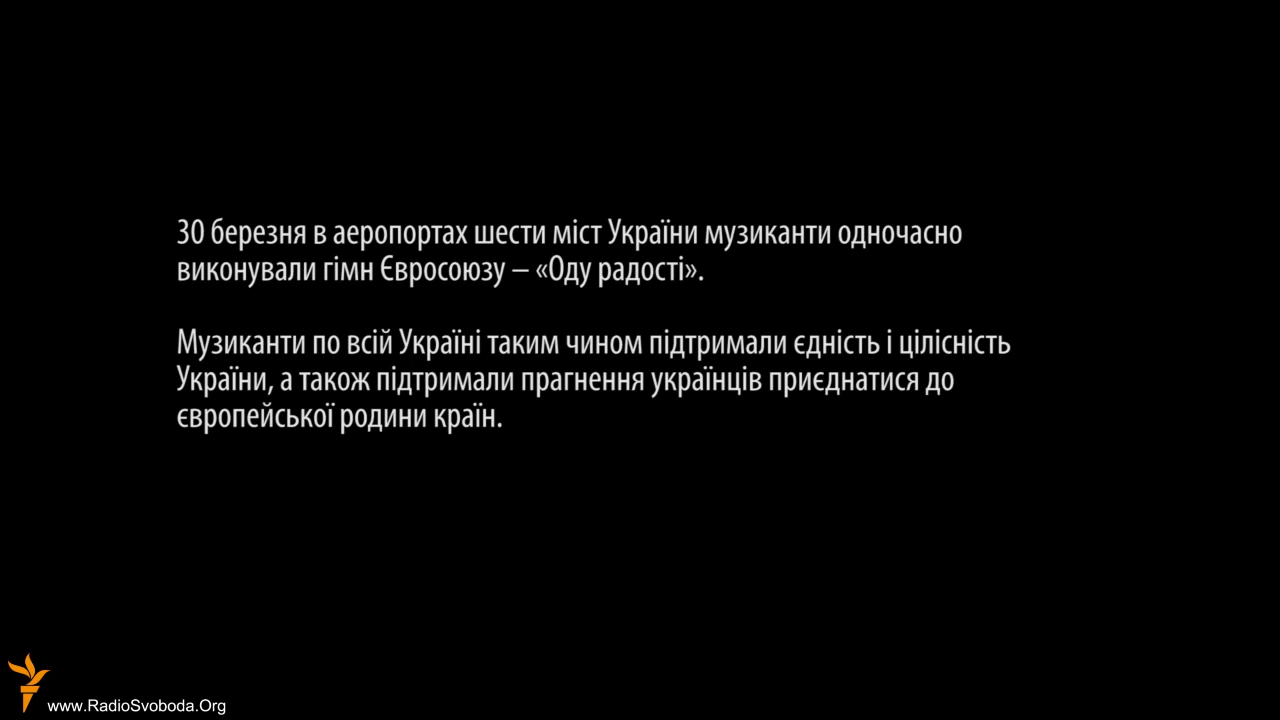 30 березня в аеропортах шести міст України музиканти одночасно
виконували гімн Євросоюзу – «Оду радості».
Музиканти по всій Україні таким чином підтримали єдність і цілісність
України, а також підтримали прагнення українців приєднатися до
європейської родини країн.
www.RadioSvoboda.Org